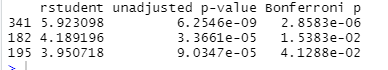 rstudent unadjusted p-value Bonferroni p
341 5.923098 6.2546e-09 2.8583e-06
182 4.189196 3.3661e-05 1.5383e-02
195 3.950718 9.0347e-05 4.1288e-02
>